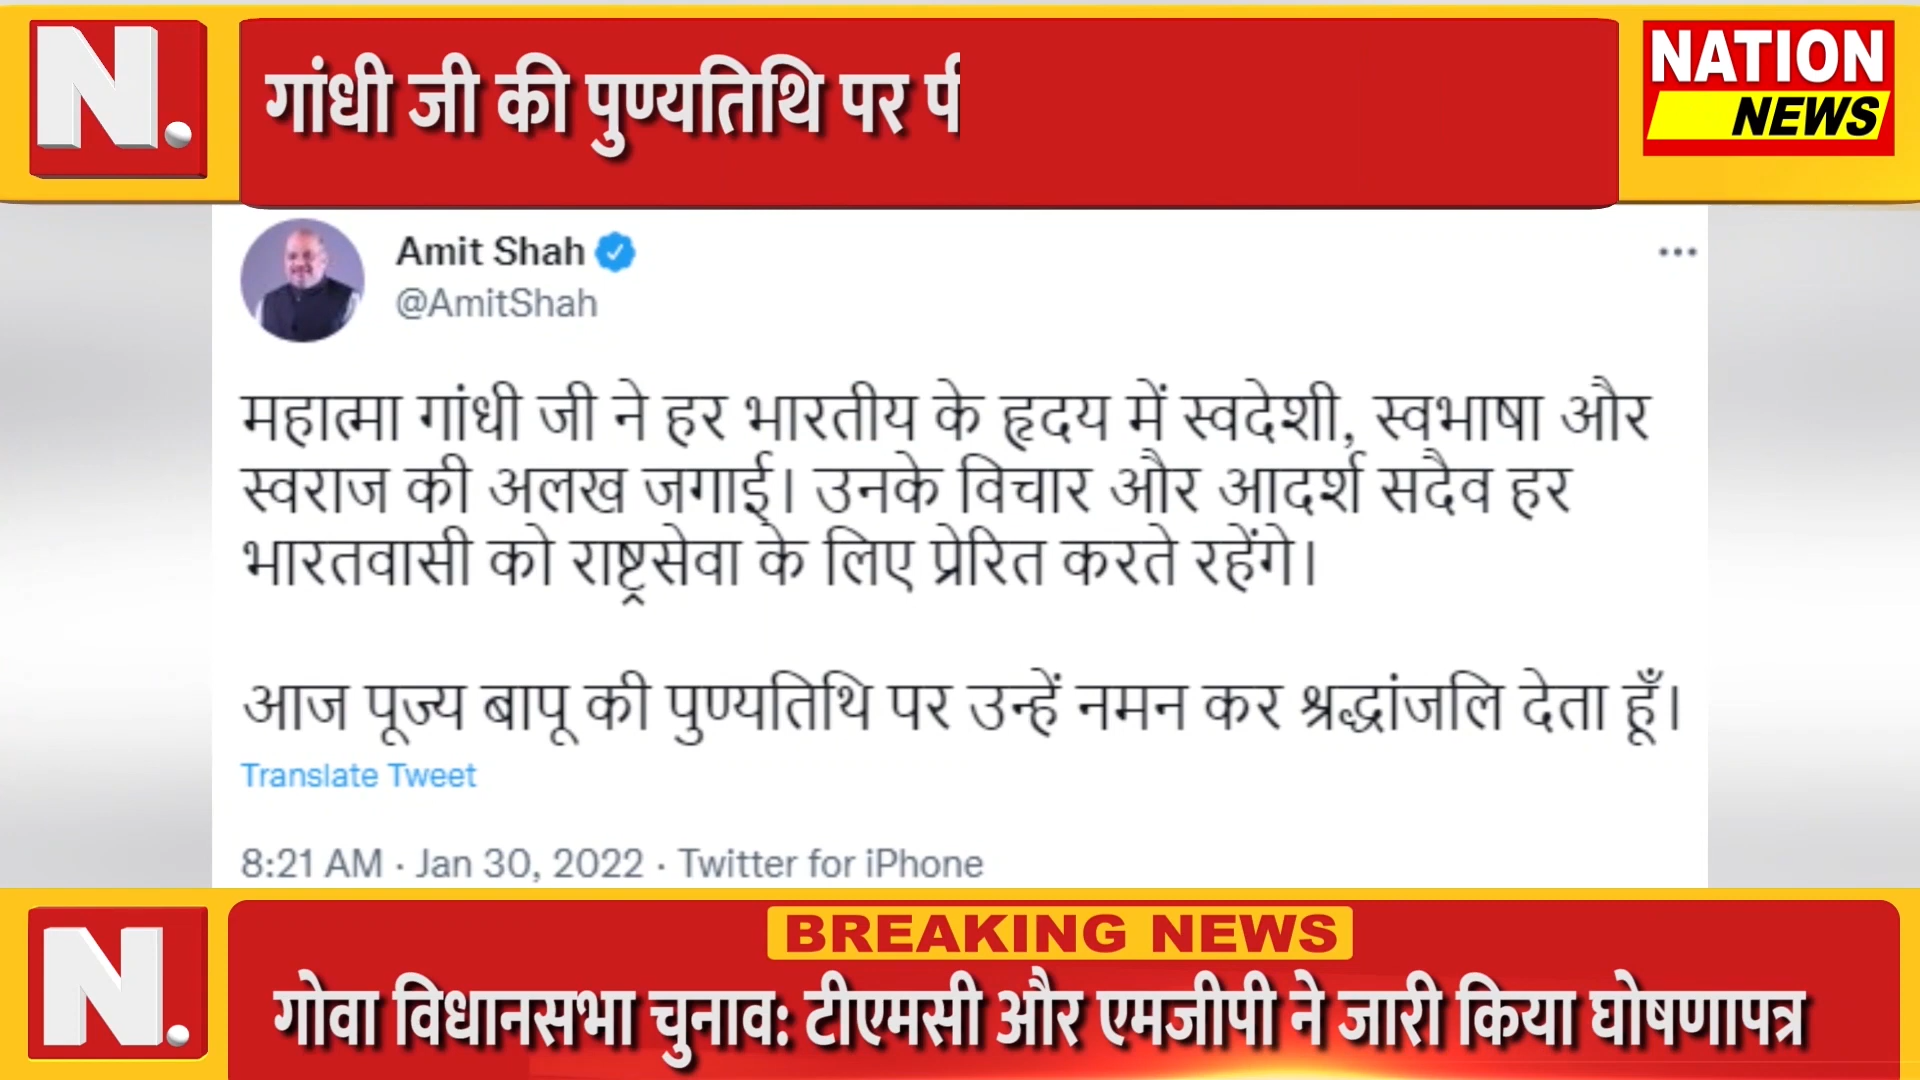 N.
गांधी जी की पुण्यतिथि पर
NATION
NEWS
Amit Shah
@AmitShah
महात्मा गांधी जी ने हर भारतीय के हृदय में स्वदेशी, स्वभाषा और
स्वराज की अलख जगाई। उनके विचार और आदर्श सदैव हर
भारतवासी को राष्ट्रसेवा के लिए प्रेरित करते रहेंगे।
आज पूज्य बापू की पुण्यतिथि पर उन्हें नमन कर श्रद्धांजलि देता हूँ।
Translate Tweet
8:21 AM · Jan 30, 2022 · Twitter for iPhone
N.
BREAKING NEWS
गोवा विधानसभा चुनाव: टीएमसी और एमजीपी ने जारी किया घोषणापत्र